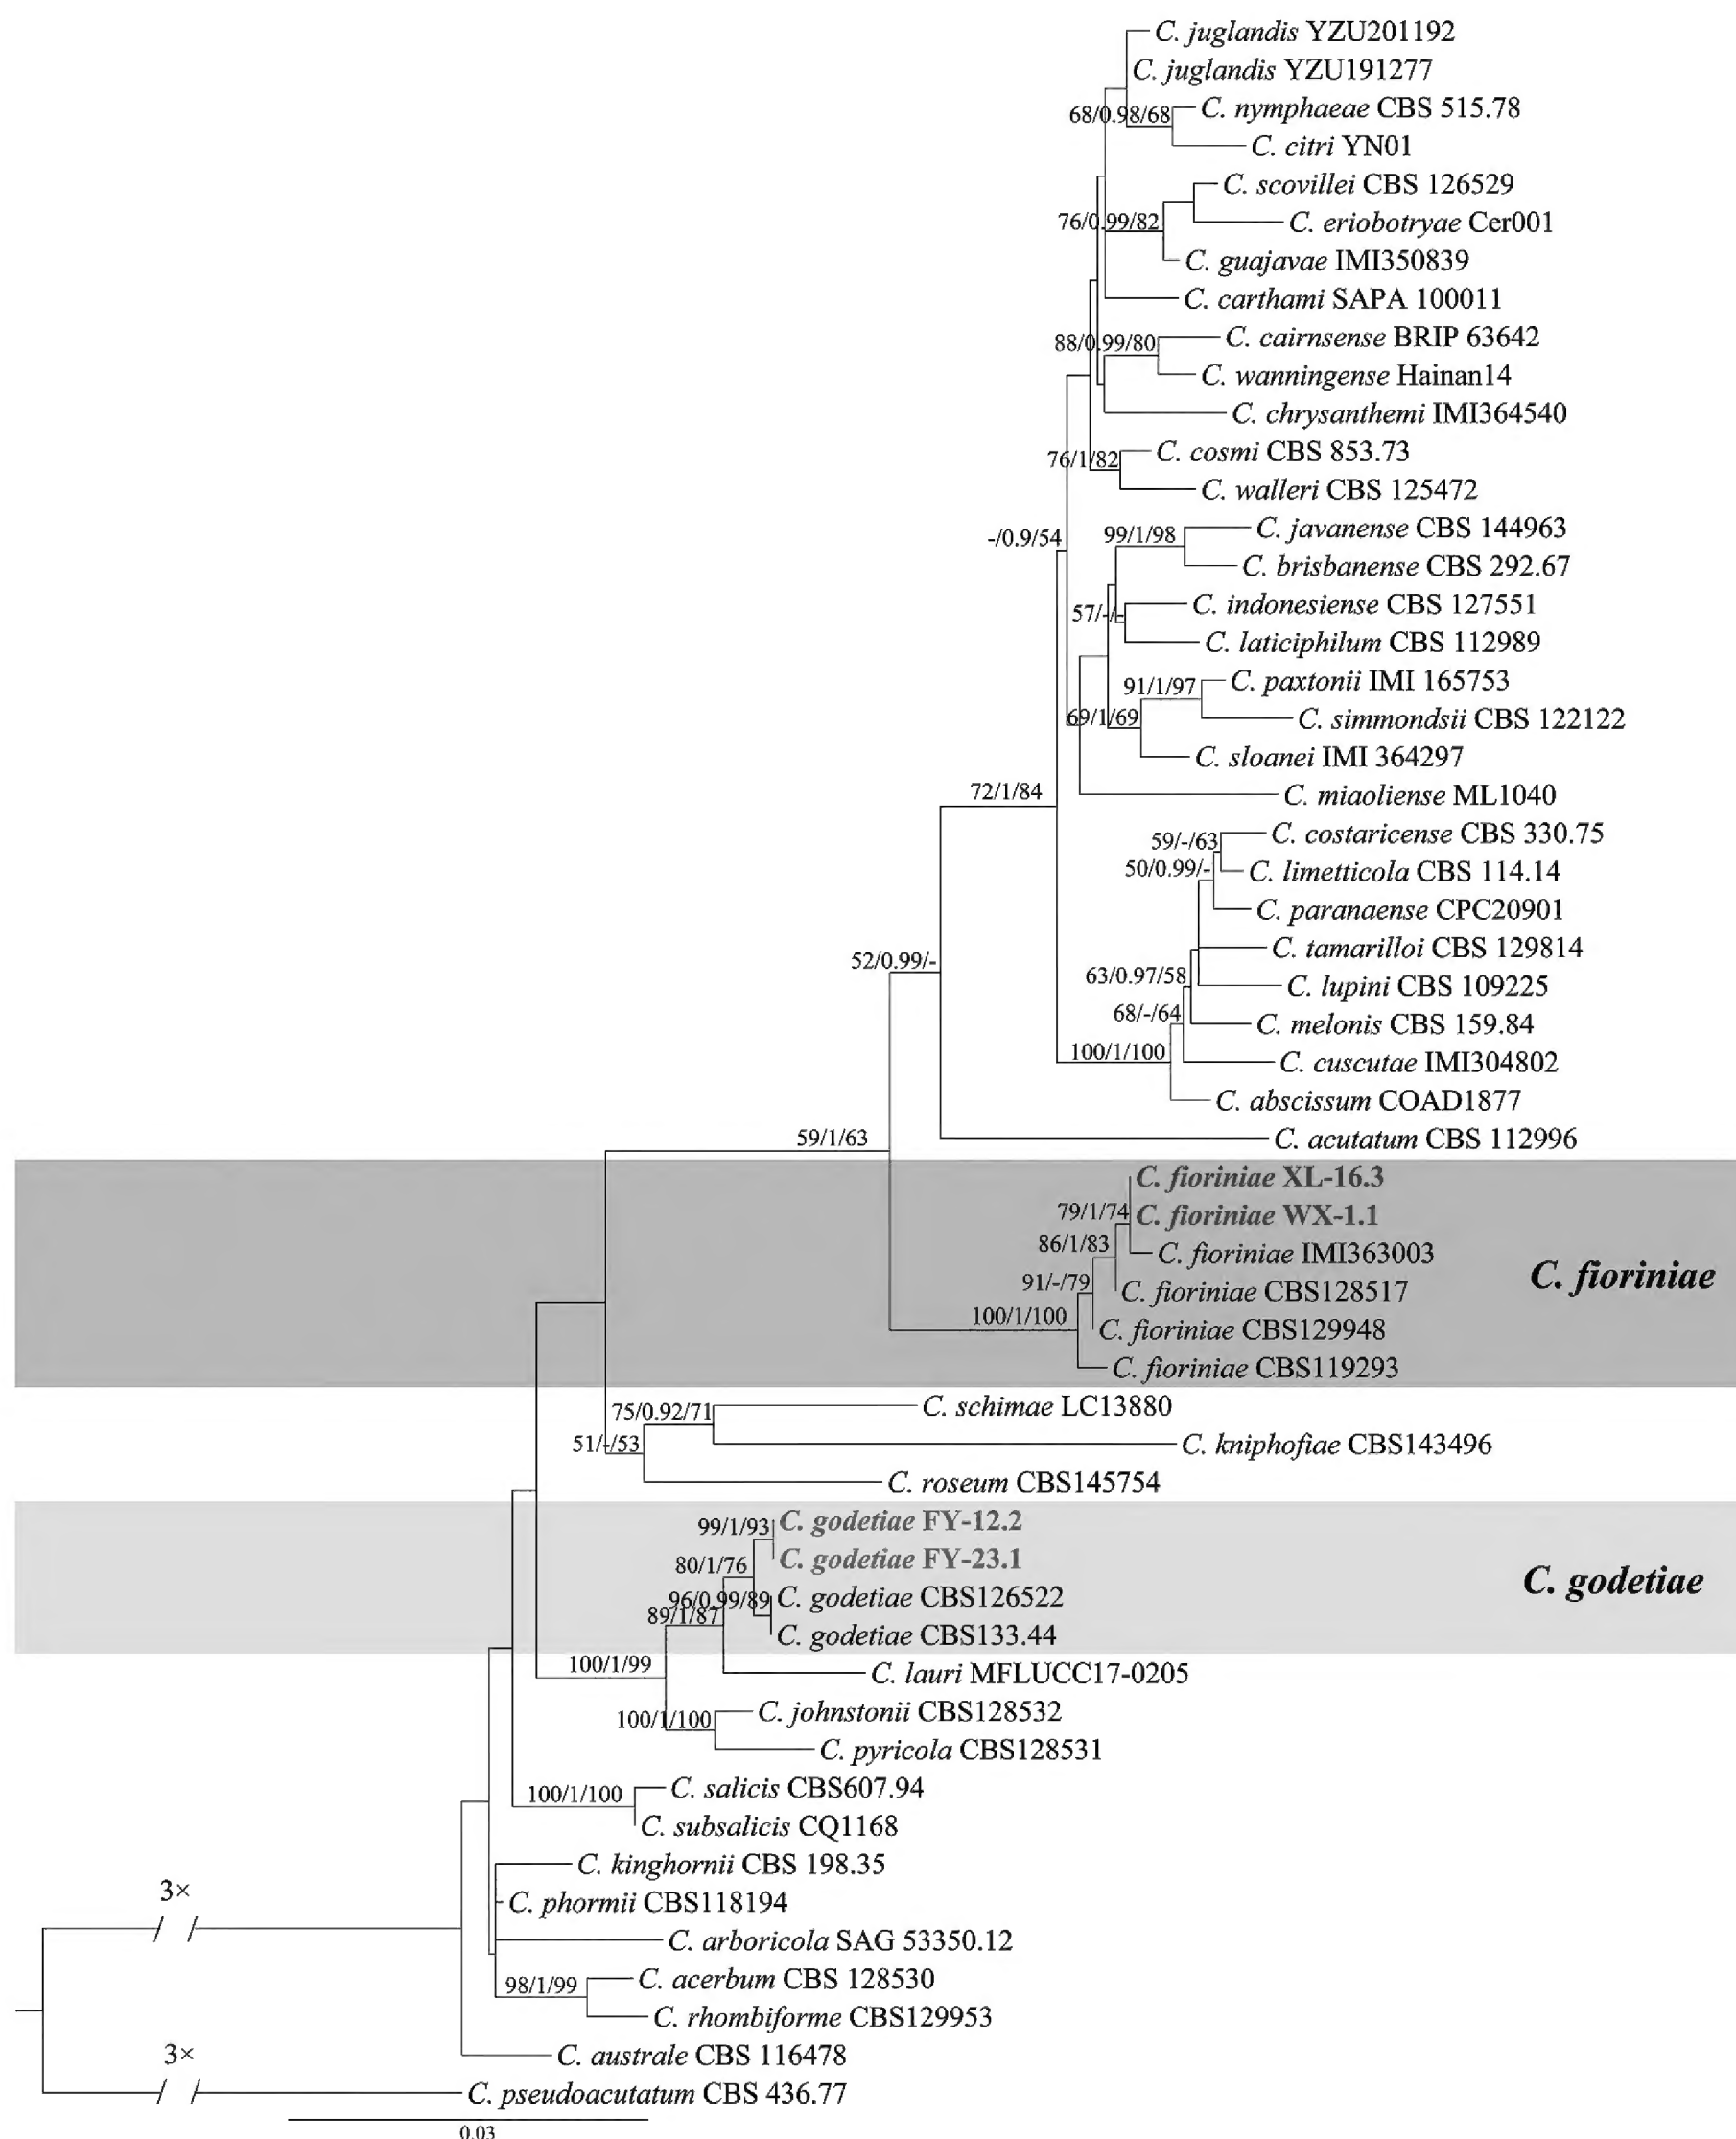 C. juglandis YZU201192
C. juglandis YZU191277
68/0.98/68
C. nymphaeae CBS 515.78
C. citri YN01
C. scovillei CBS 126529
76/0.99/82
C. eriobotryae Cer001
C. guajavae IMI350839
C. carthami SAPA 100011
C. cairnsense BRIP 63642
88/0.99/80
C. wanningense Hainan14
C. chrysanthemi IMI364540
C. cosmi CBS 853.73
76/1/82
C. walleri CBS 125472
C. javanense CBS 144963
-/0.9/54
99/1/98
C. brisbanense CBS 292.67
C. indonesiense CBS 127551
57/-/-
C. laticiphilum CBS 112989
C. paxtonii IMI 165753
91/1/97
C. simmondsii CBS 122122
69/1/69
C. sloanei IMI 364297
72/1/84
C. miaoliense ML1040
C. costaricense CBS 330.75
59/-/63
C. limetticola CBS 114.14
50/0.99/-
C. paranaense CPC20901
C. tamarilloi CBS 129814
52/0.99/-
63/0.97/58
C. lupini CBS 109225
68/-/64
C. melonis CBS 159.84
100/1/100
C. cuscutae IMI304802
C. abscissum COAD1877
59/1/63
C. acutatum CBS 112996
C. fioriniae XL-16.3
79/1/74
C. fioriniae WX-1.1
86/1/83
C. fioriniae IMI363003
C. fioriniae
91/-/79
C. fioriniae CBS128517
100/1/100
C. fioriniae CBS129948
C. fioriniae CBS119293
75/0.92/71
C. schimae LC13880
51/-/53
C. kniphofiae CBS143496
C. roseum CBS145754
99/1/93
C. godetiae FY-12.2
80/1/76
C. godetiae FY-23.1
C. godetiae
96/0.99/89
C. godetiae CBS126522
89/1/87
C. godetiae CBS133.44
100/1/99
C. lauri MFLUCC17-0205
100/1/100
C. johnstonii CBS128532
C. pyricola CBS128531
100/1/100
C. salicis CBS607.94
C. subsalicis CQ1168
C. kinghornii CBS 198.35
3×
C. phormii CBS118194
C. arboricola SAG 53350.12
98/1/99
C. acerbum CBS 128530
C. rhombiforme CBS129953
3×
C. australe CBS 116478
C. pseudoacutatum CBS 436.77
0.03